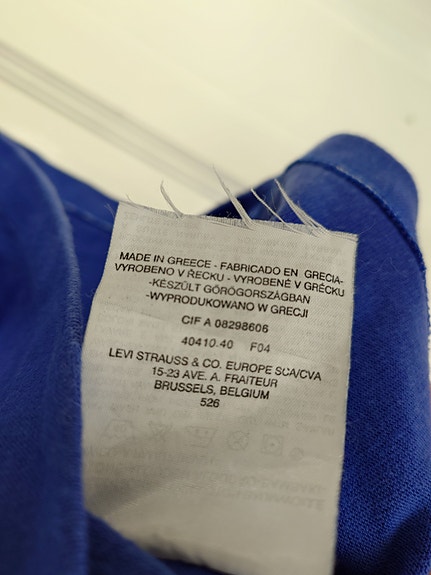 MADE IN GREECE - FABRICADO EN GRECIA-
VYROBENO V ŘECKU - VYROBENÉ V GRÉCKU
-KÉSZÜLT GÖRÖGORSZÁGBAN
-WYPRODUKOWANO W GRECJI
CIF A 08298606
40410.40 F04
LEVI STRAUSS & CO. EUROPE SCA/CVA
15-23 AVE. A. FRAITEUR
BRUSSELS, BELGIUM
526